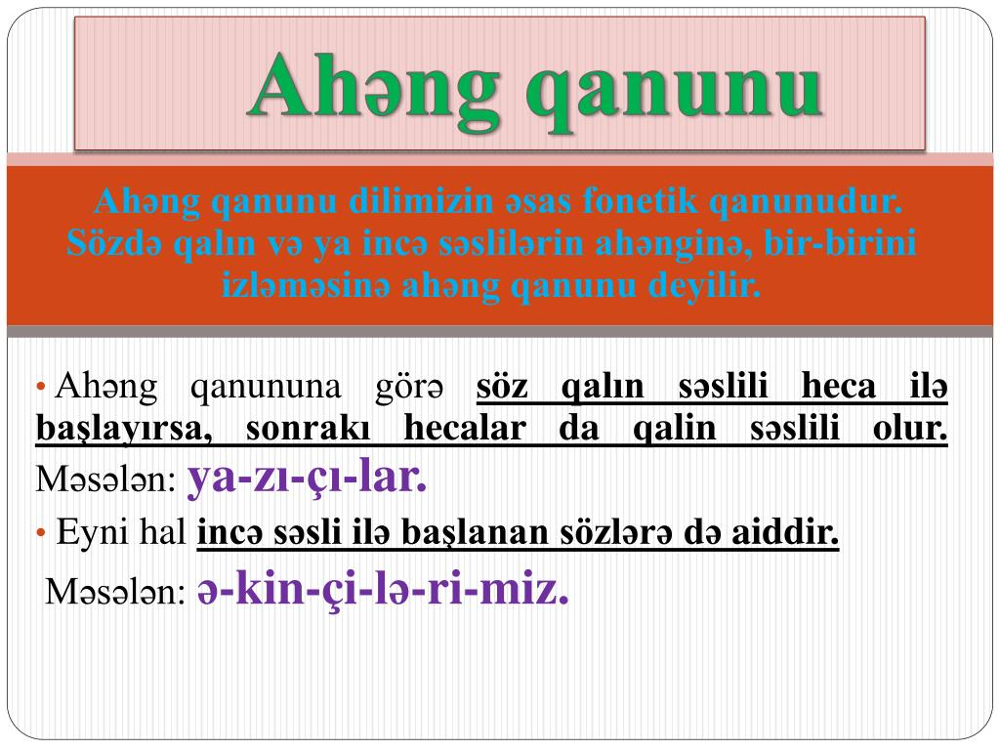 Ahəng qanunu
Ahəng qanunu dilimizin əsas fonetik qanunudur.
Sözdə qalın və ya incə səslilərin ahənginə, bir-birini
izləməsinə ahəng qanunu deyilir.
• Ahəng qanununa görə söz qalın səslili heca ilə
başlayırsa, sonrakı hecalar da qalin səslili olur.
Məsələn: ya-zı-çı-lar.
• Eyni hal incə səsli ilə başlanan sözlərə də aiddir.
Məsələn: ə-kin-çi-lə-ri-miz.